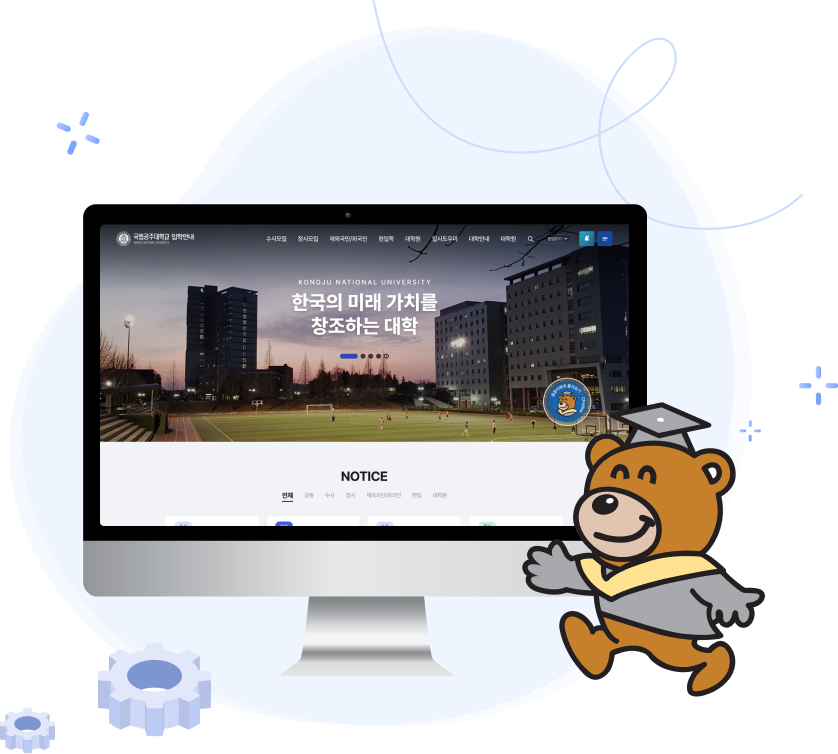 국립공주대학교 입학안내
수시모집 정시모집 재외국민/외국인 편입학 대학원 입시도우미 대학안내 대학원
KONGJU NATIONAL UNIVERSITY
한국의 미래 가치를
창조하는 대학
NOTICE
전체 공통 수시 정시 재외국민/외국인 편입 대학원